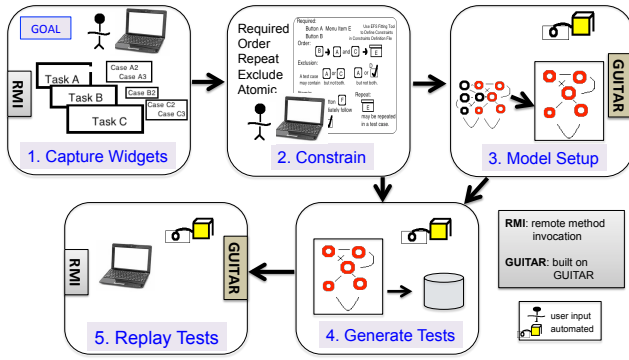 GOAL
RMI
Task A
Task B
Task C
Case A2
Case A3
Case B2
Case C2
Case C3
1. Capture Widgets
Required
Order
Repeat
Exclude
Atomic
Required:
Button A Menu Item E
Button B
Use EFS Fitting Tool
to Define Constraints
in Constraints Definition File
Order:
B A and C E
Exclusion:
A test case
may contain
A or C
but not both.
A or
but not both.
Repeat:
E
may be repeated
in a test case.
F
2. Constrain
GUITAR
3. Model Setup
RMI
GUITAR
5. Replay Tests
4. Generate Tests
RMI: remote method
invocation
GUITAR: built on
GUITAR
user input
automated